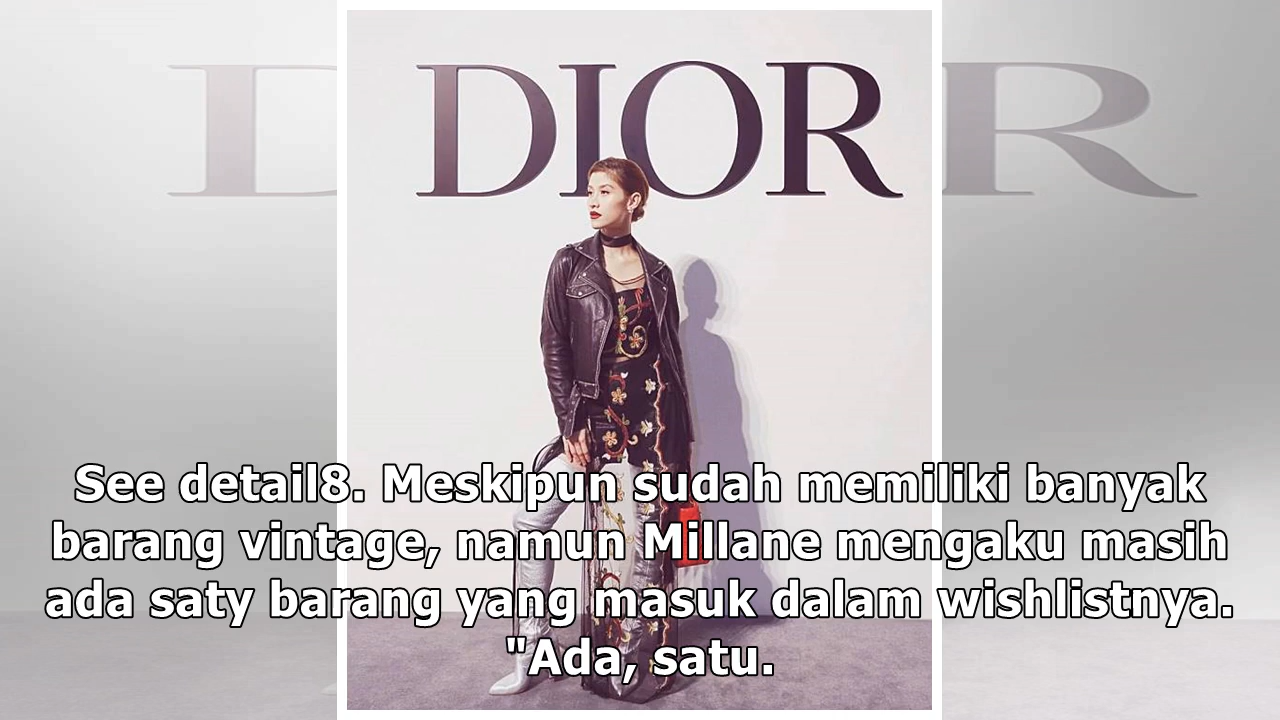 DIOR
See detail8. Meskipun sudah memiliki banyak
barang vintage, namun Millane mengaku masih
ada saty barang yang masuk dalam wishlistnya.
"Ada, satu.